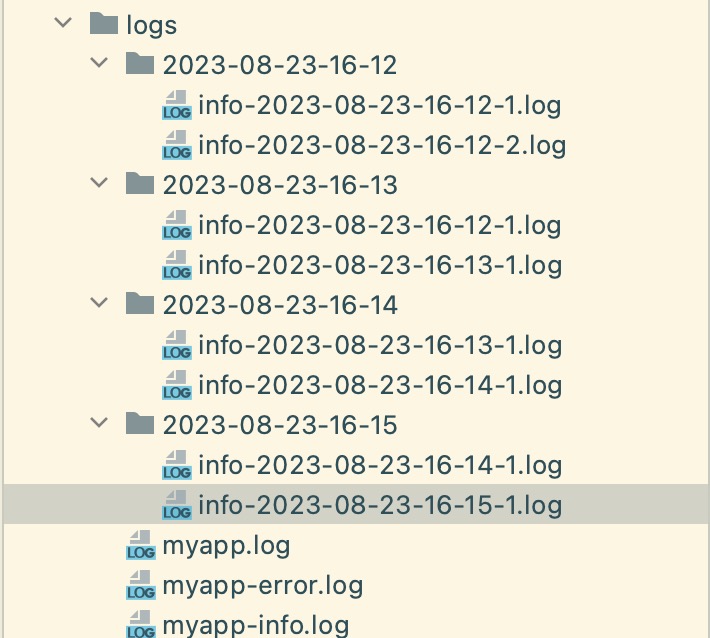 logs
2023-08-23-16-12
LOG info-2023-08-23-16-12-1.log
LOG info-2023-08-23-16-12-2.log
2023-08-23-16-13
LOG info-2023-08-23-16-12-1.log
LOG info-2023-08-23-16-13-1.log
2023-08-23-16-14
LOG info-2023-08-23-16-13-1.log
LOG info-2023-08-23-16-14-1.log
2023-08-23-16-15
LOG info-2023-08-23-16-14-1.log
LOG info-2023-08-23-16-15-1.log
LOG myapp.log
LOG myapp-error.log
LOG myapp-info.log